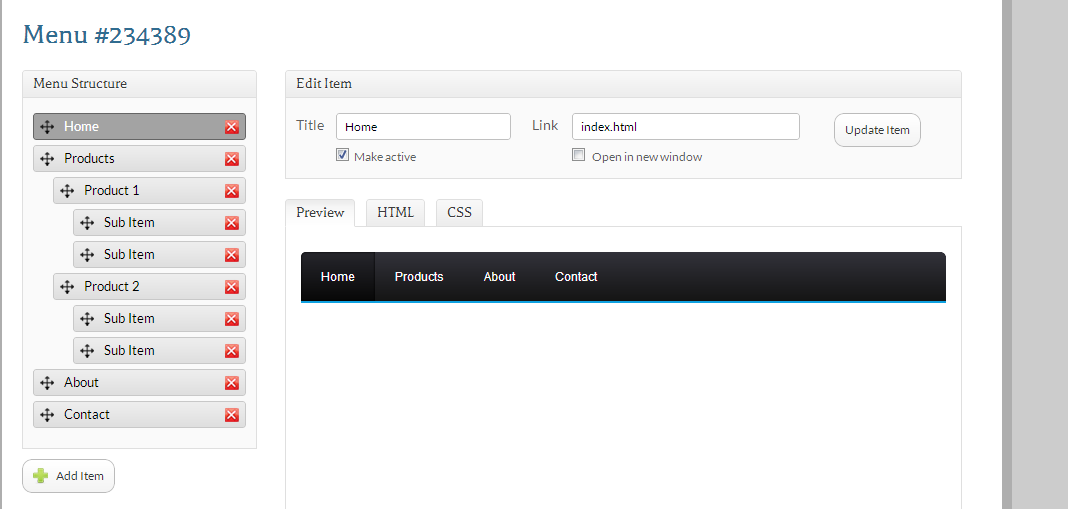 Menu #234389
Menu Structure
Home
Products
Product 1
Sub Item
Sub Item
Product 2
Sub Item
Sub Item
About
Contact
Add Item
Edit Item
Title Home Link index.html Update Item
Make active Open in new window
Preview HTML CSS
Home Products About Contact